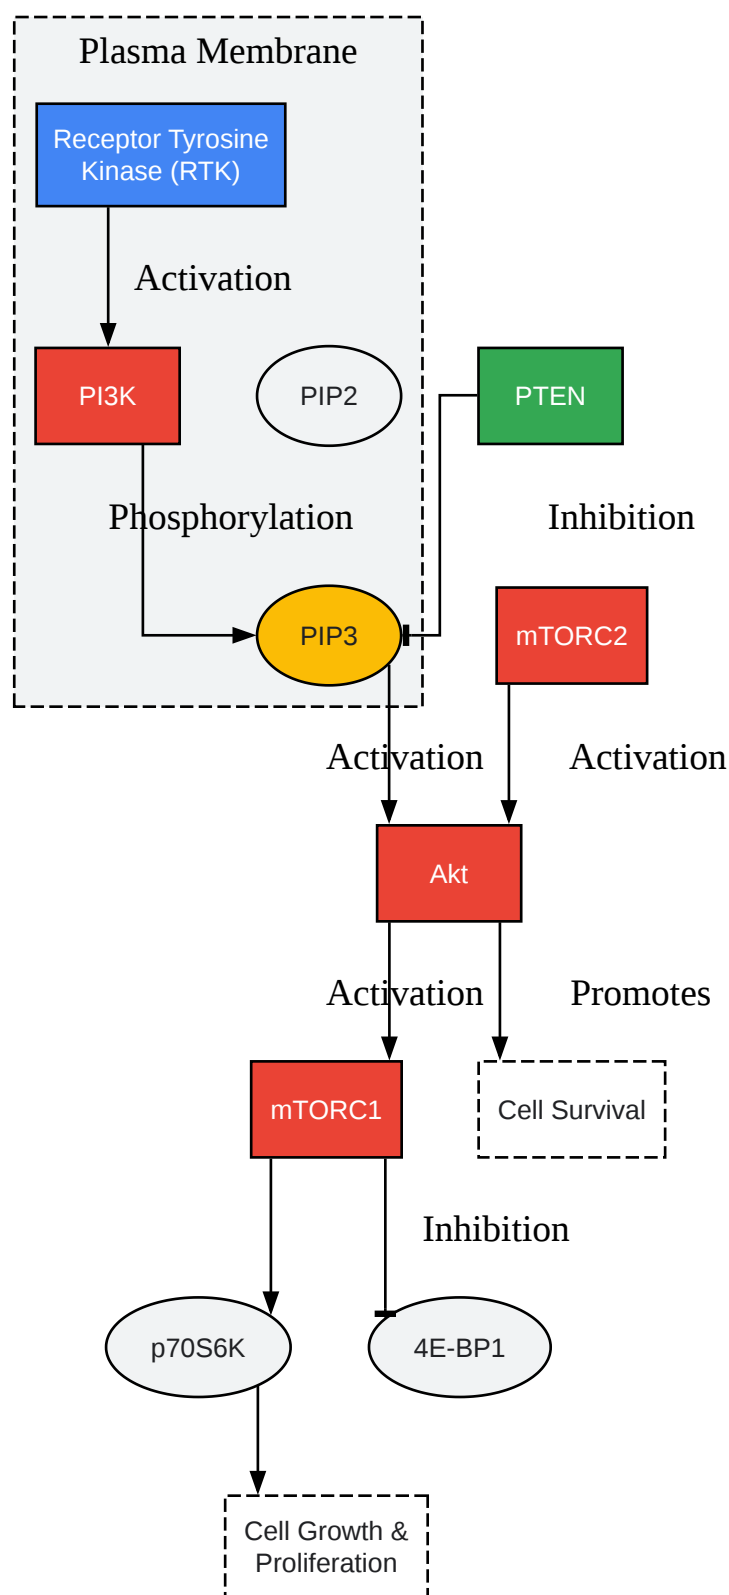 Plasma Membrane
Receptor Tyrosine
Kinase (RTK)
Activation
PI3K
PIP2
PTEN
Phosphorylation
Inhibition
PIP3
mTORC2
Activation
Activation
Akt
Activation
Promotes
mTORC1
Cell Survival
Inhibition
p70S6K
4E-BP1
Cell Growth &
Proliferation